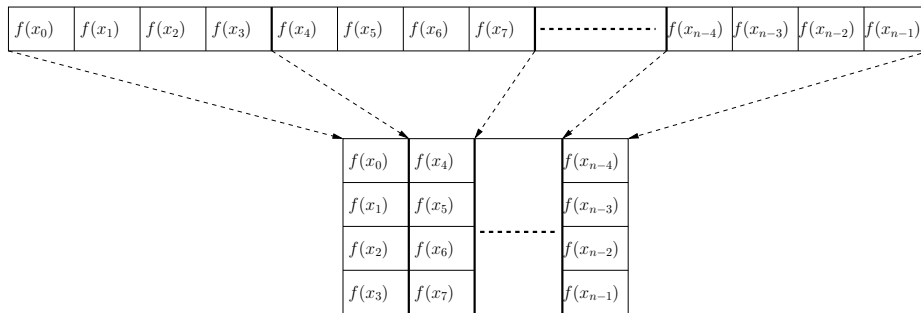 f(x₀) f(x₁) f(x₂) f(x₃) f(x₄) f(x₅) f(x₆) f(x₇) f(xₙ₋₄) f(xₙ₋₃) f(xₙ₋₂) f(xₙ₋₁)
f(x₀) f(x₄) f(xₙ₋₄)
f(x₁) f(x₅) f(xₙ₋₃)
f(x₂) f(x₆) f(xₙ₋₂)
f(x₃) f(x₇) f(xₙ₋₁)